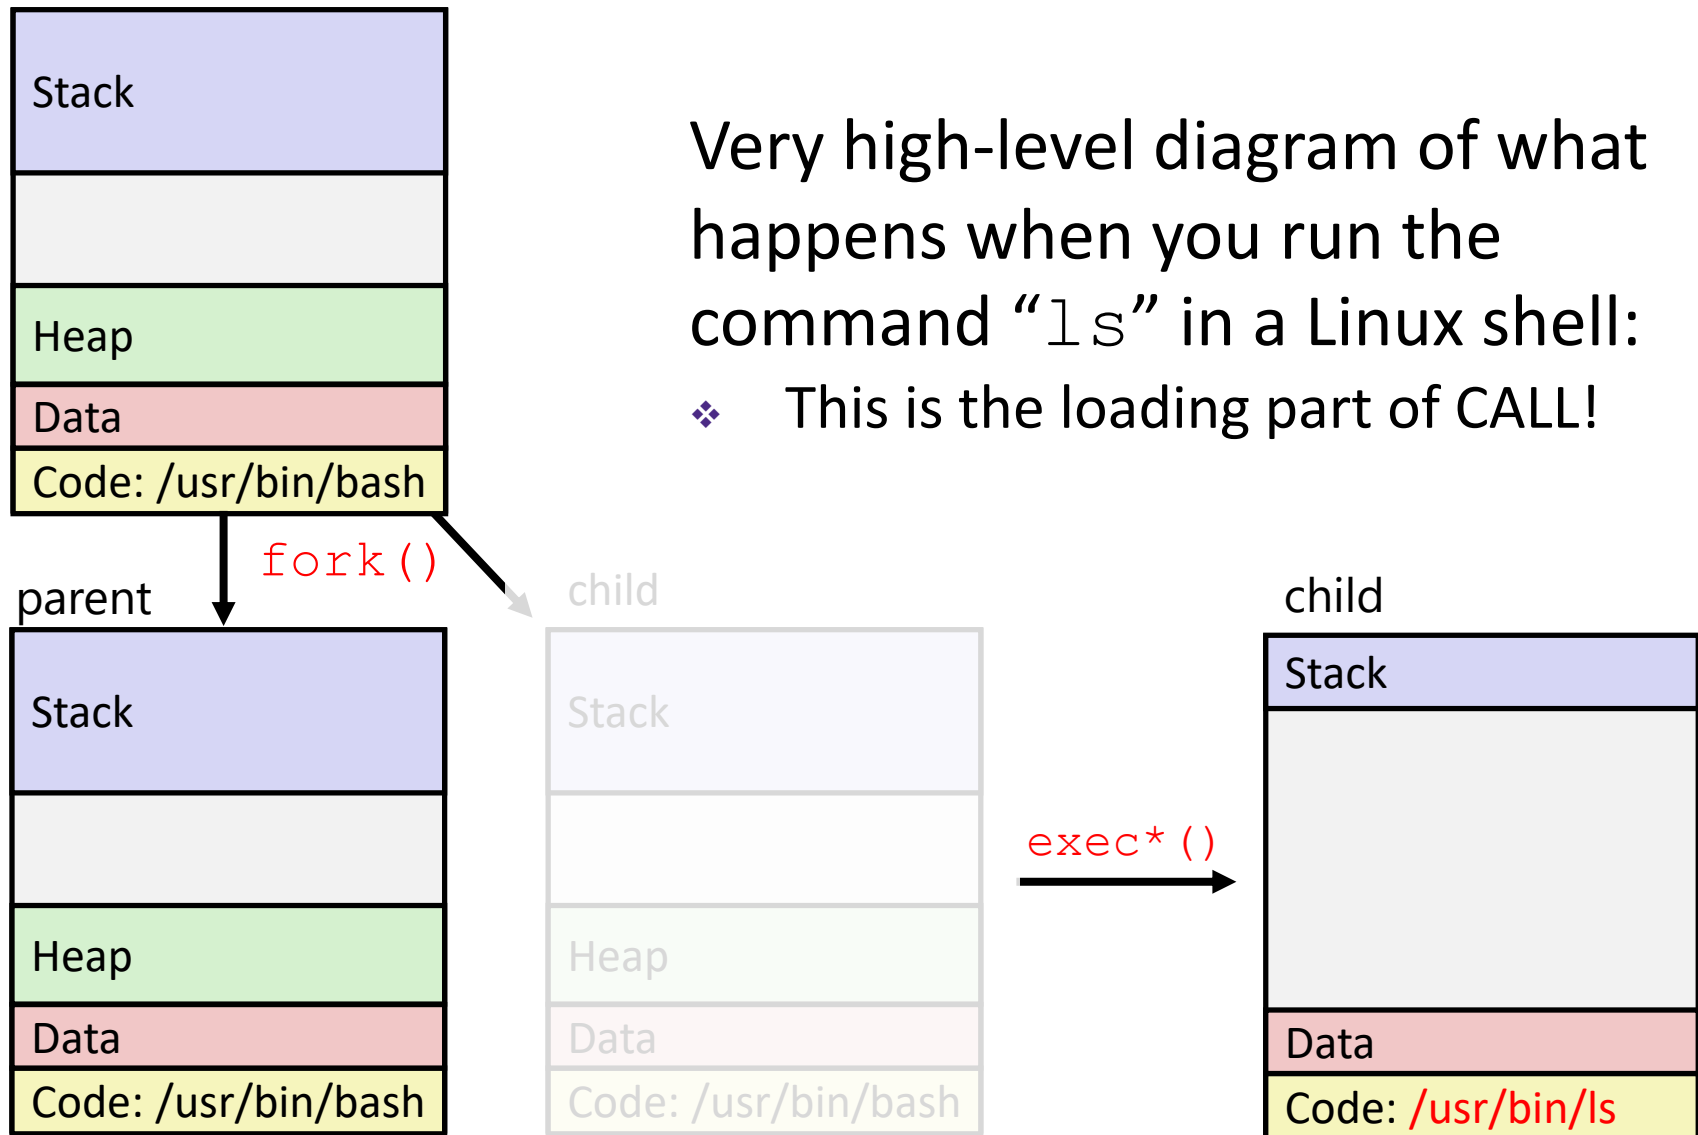 Stack
Heap
Data
Code: /usr/bin/bash
Very high-level diagram of what
happens when you run the
command “ls” in a Linux shell:
❖ This is the loading part of CALL!
fork()
parent
Stack
Heap
Data
Code: /usr/bin/bash
child
Stack
Heap
Data
Code: /usr/bin/bash
exec*()
child
Stack
Data
Code: /usr/bin/ls